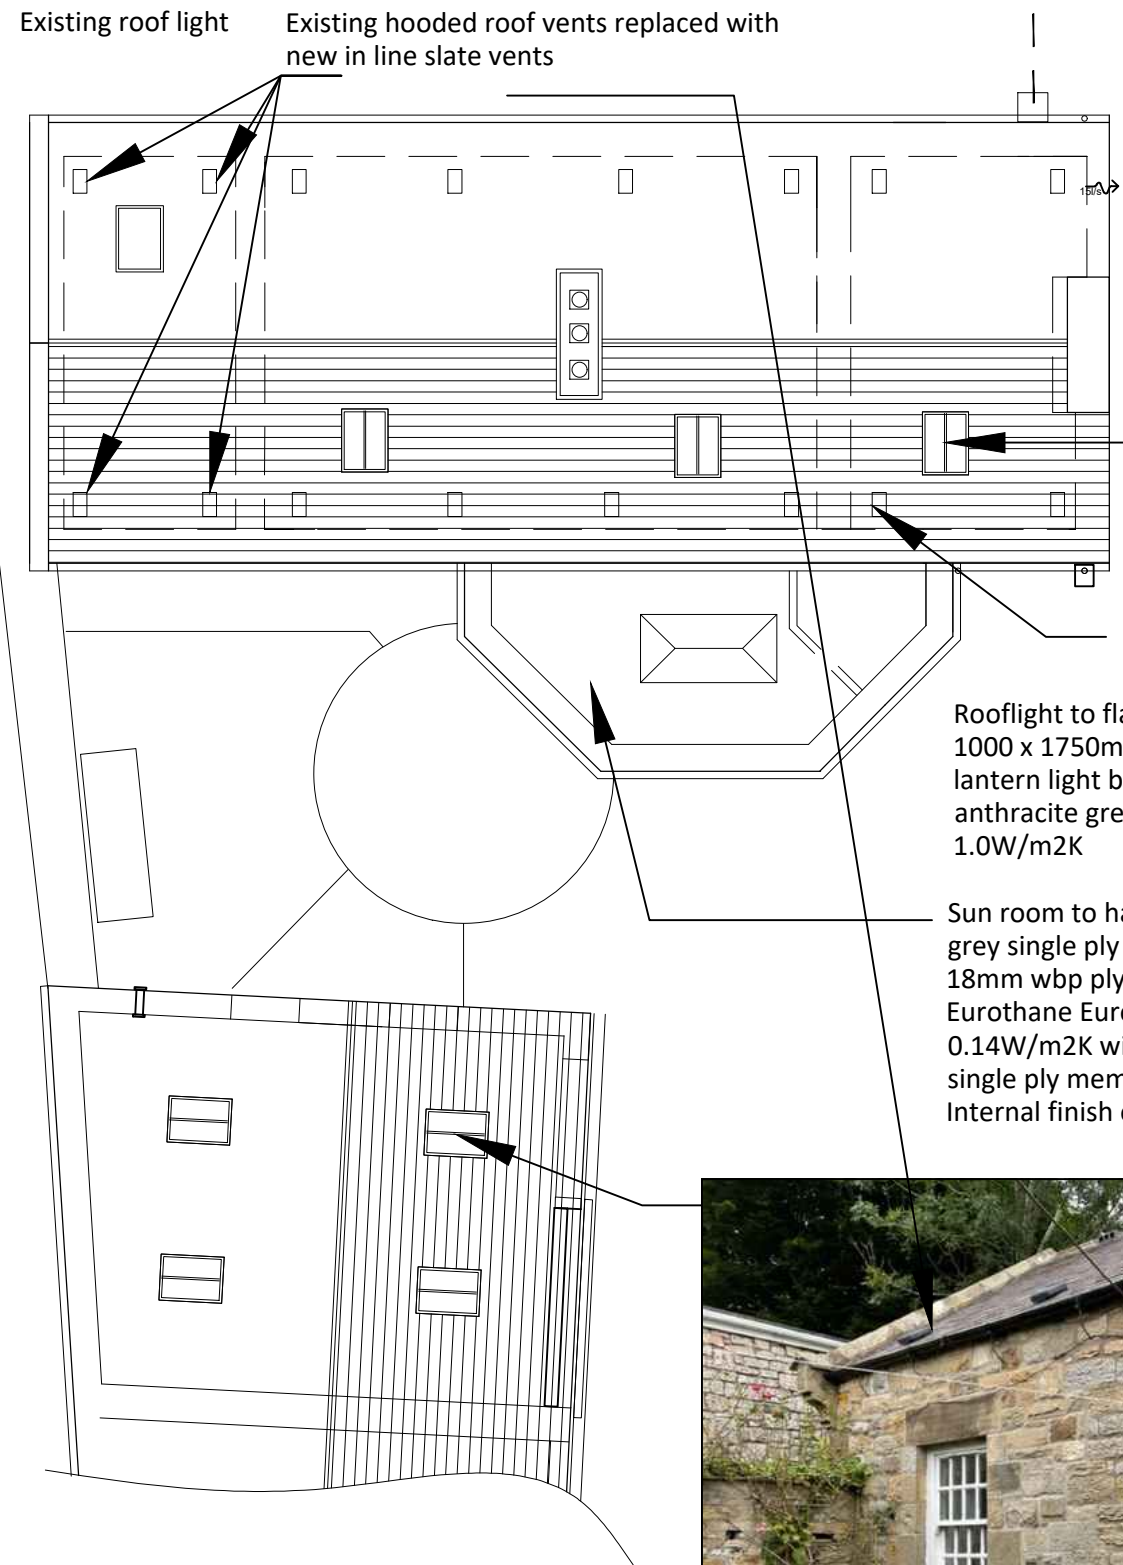 Existing roof light
Existing hooded roof vents replaced with
new in line slate vents
15l/s
Rooflight to fla
1000 x 1750m
lantern light b
anthracite gre
1.0W/m2K
Sun room to ha
grey single ply
18mm wbp ply
Eurothane Euro
0.14W/m2K wi
single ply mem
Internal finish